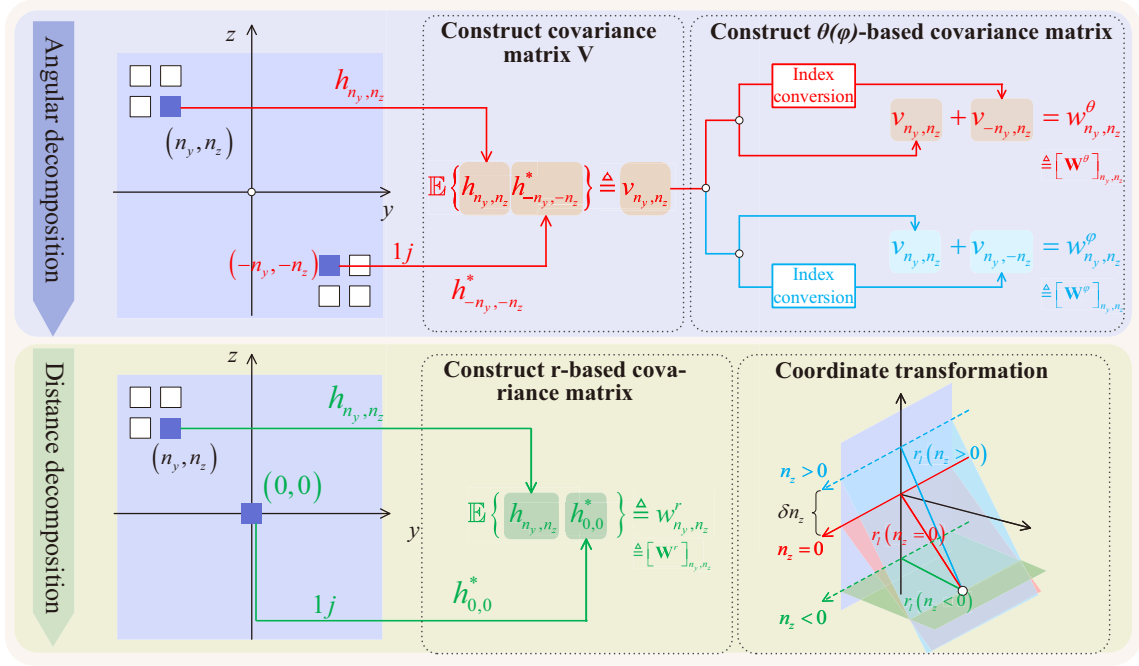 Angular decomposition
z
y
h_{n_y,n_z}
(n_y, n_z)
(-n_y, -n_z)
1j
h^*_{-n_y,-n_z}
Construct covariance
matrix V
𝔼{h_{n_y,n_z} h^*_{-n_y,-n_z}} ≜ v_{n_y,n_z}
Construct θ(φ)-based covariance matrix
Index
conversion
v_{n_y,n_z} + v_{-n_y,n_z} = w^θ_{n_y,n_z}
≜[W^θ]_{n_y,n_z}
v_{n_y,n_z} + v_{n_y,-n_z} = w^φ_{n_y,n_z}
≜[W^φ]_{n_y,n_z}
Index
conversion
Distance decomposition
z
y
h_{n_y,n_z}
(n_y, n_z)
(0,0)
1j
h^*_{0,0}
Construct r-based cova-
riance matrix
𝔼{h_{n_y,n_z} h^*_{0,0}} ≜ w^r_{n_y,n_z}
≜[W^r]_{n_y,n_z}
Coordinate transformation
n_z>0
r_l(n_z>0)
δn_z
n_z=0
r_l(n_z=0)
n_z<0
r_l(n_z<0)